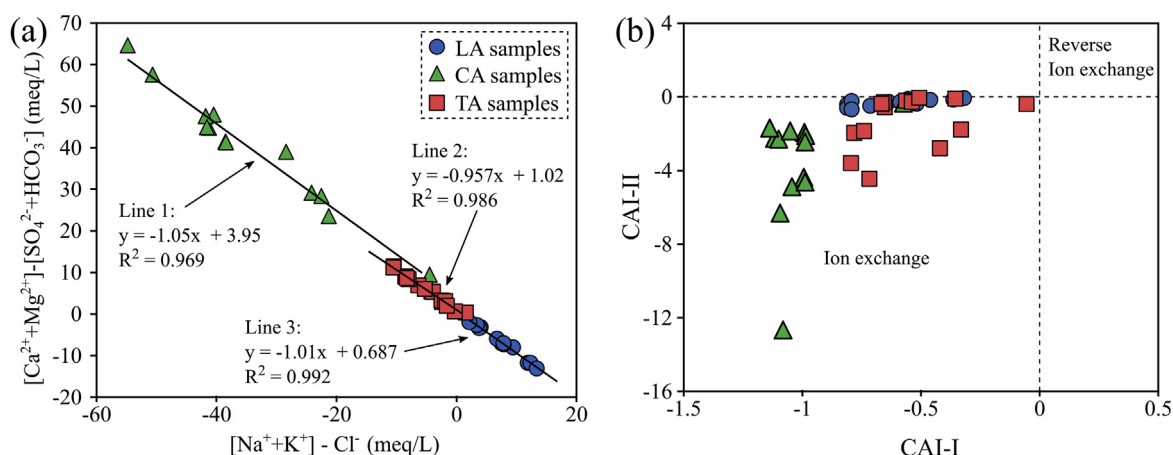 (a)
70
60
50
40
30
20
10
0
-10
-20
[Ca²⁺+Mg²⁺]-[SO₄²⁻+HCO₃⁻] (meq/L)
LA samples
CA samples
TA samples
Line 2:
y = -0.957x + 1.02
R² = 0.986
Line 1:
y = -1.05x + 3.95
R² = 0.969
Line 3:
y = -1.01x + 0.687
R² = 0.992
-60
-40
-20
0
20
[Na⁺+K⁺] - Cl⁻ (meq/L)
(b)
4
0
-4
-8
-12
-16
CAI-II
Reverse
Ion exchange
Ion exchange
-1.5
-1
-0.5
0
0.5
CAI-I